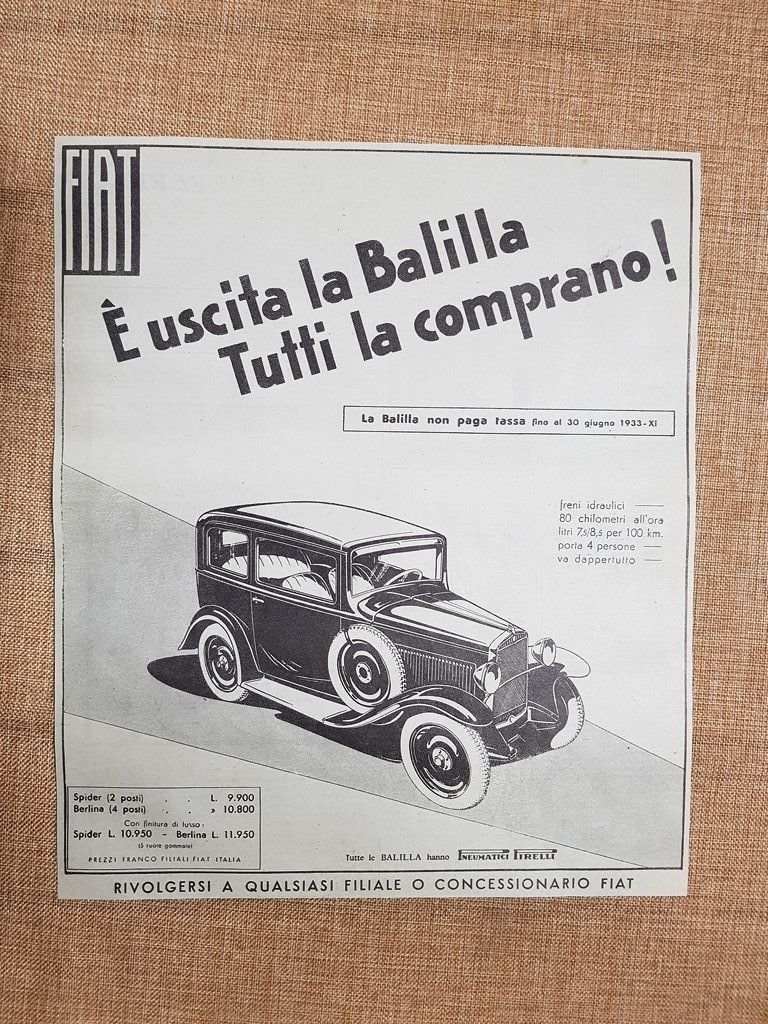 FIAT
È uscita la Balilla
Tutti la comprano!
La Balilla non paga tassa fino al 30 giugno 1933-XI
freni idraulici
80 chilometri all'ora
litri 7,5/8,5 per 100 km.
porta 4 persone
va dappertutto
Spider (2 posti) . . L. 9.900
Berlina (4 posti) . . » 10.800
Con finitura di lusso:
Spider L. 10.950 - Berlina L. 11.950
(5 ruote gommate)
PREZZI FRANCO FILIALI FIAT ITALIA
Tutte le BALILLA hanno PNEUMATICI PIRELLI
RIVOLGERSI A QUALSIASI FILIALE O CONCESSIONARIO FIAT